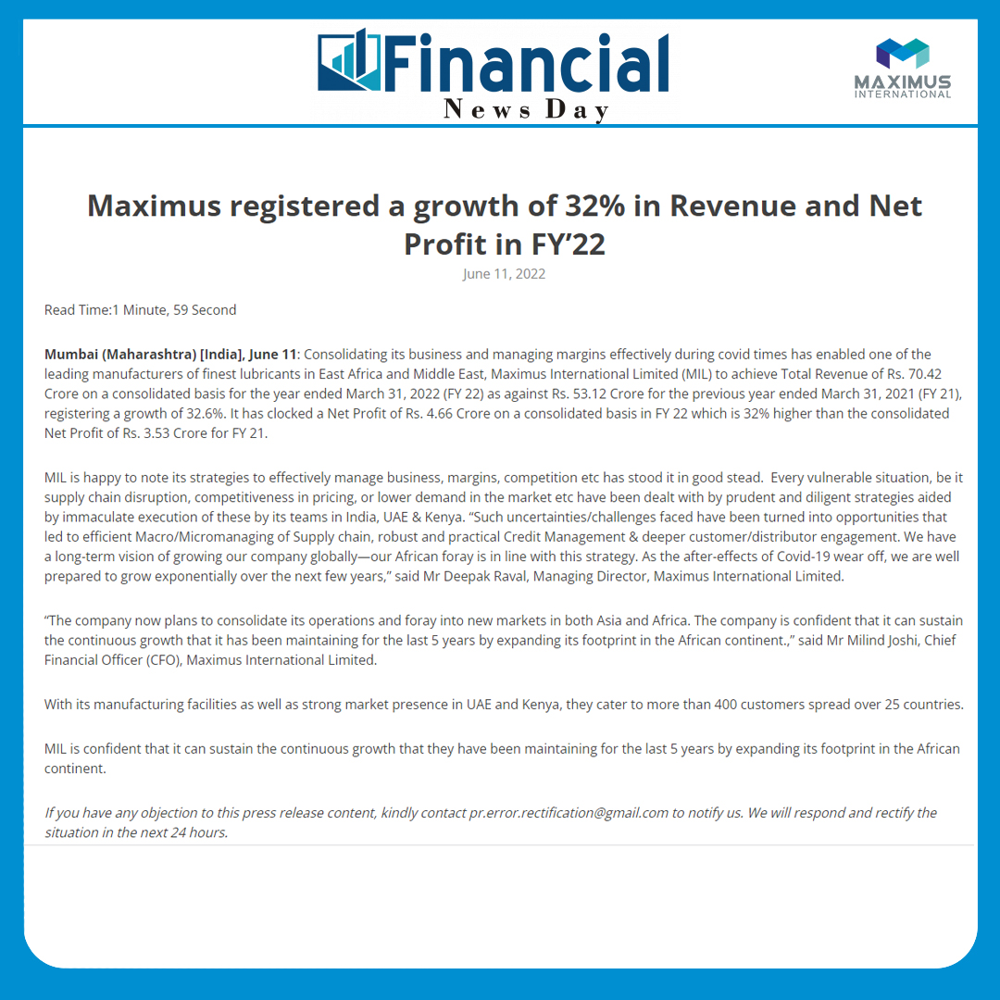 Financial
News Day
MAXIMUS
INTERNATIONAL
Maximus registered a growth of 32% in Revenue and Net
Profit in FY’22
June 11, 2022
Read Time:1 Minute, 59 Second
Mumbai (Maharashtra) [India], June 11: Consolidating its business and managing margins effectively during covid times has enabled one of the
leading manufacturers of finest lubricants in East Africa and Middle East, Maximus International Limited (MIL) to achieve Total Revenue of Rs. 70.42
Crore on a consolidated basis for the year ended March 31, 2022 (FY 22) as against Rs. 53.12 Crore for the previous year ended March 31, 2021 (FY 21),
registering a growth of 32.6%. It has clocked a Net Profit of Rs. 4.66 Crore on a consolidated basis in FY 22 which is 32% higher than the consolidated
Net Profit of Rs. 3.53 Crore for FY 21.
MIL is happy to note its strategies to effectively manage business, margins, competition etc has stood it in good stead.  Every vulnerable situation, be it
supply chain disruption, competitiveness in pricing, or lower demand in the market etc have been dealt with by prudent and diligent strategies aided
by immaculate execution of these by its teams in India, UAE & Kenya. “Such uncertainties/challenges faced have been turned into opportunities that
led to efficient Macro/Micromanaging of Supply chain, robust and practical Credit Management & deeper customer/distributor engagement. We have
a long-term vision of growing our company globally—our African foray is in line with this strategy. As the after-effects of Covid-19 wear off, we are well
prepared to grow exponentially over the next few years,” said Mr Deepak Raval, Managing Director, Maximus International Limited.
“The company now plans to consolidate its operations and foray into new markets in both Asia and Africa. The company is confident that it can sustain
the continuous growth that it has been maintaining for the last 5 years by expanding its footprint in the African continent.,” said Mr Milind Joshi, Chief
Financial Officer (CFO), Maximus International Limited.
With its manufacturing facilities as well as strong market presence in UAE and Kenya, they cater to more than 400 customers spread over 25 countries.
MIL is confident that it can sustain the continuous growth that they have been maintaining for the last 5 years by expanding its footprint in the African
continent.
If you have any objection to this press release content, kindly contact pr.error.rectification@gmail.com to notify us. We will respond and rectify the
situation in the next 24 hours.